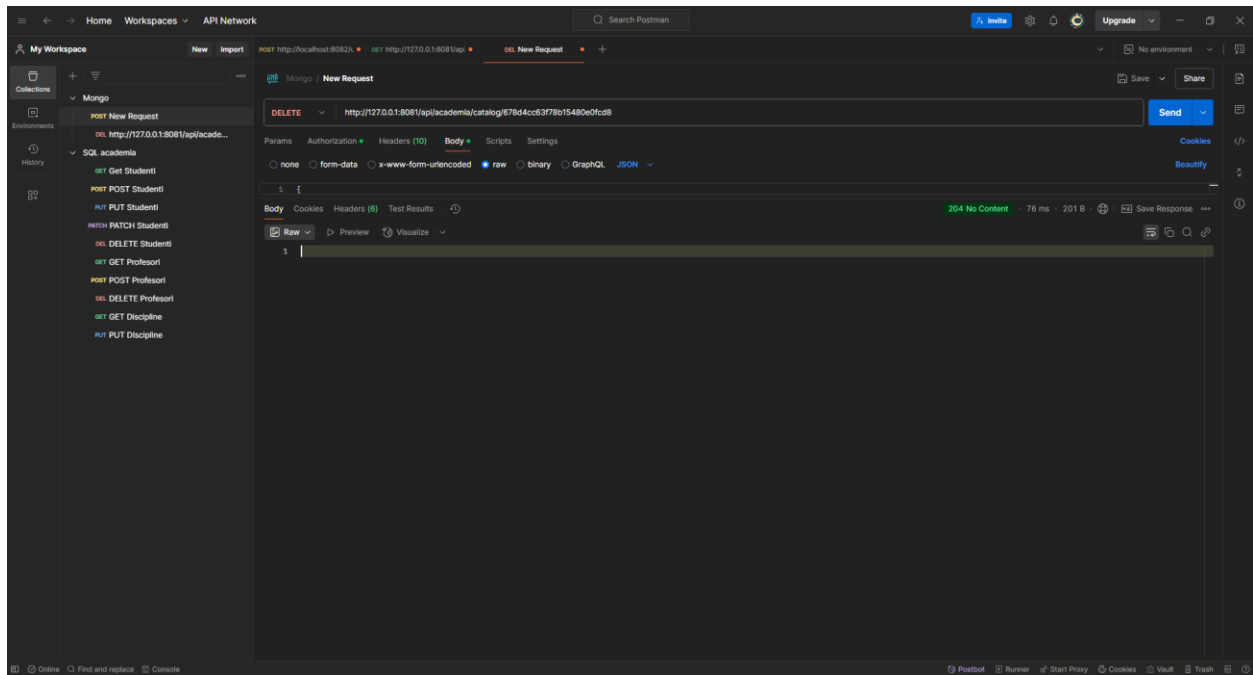 Home Workspaces API Network Search Postman Invite Upgrade
My Workspace New Import POST http://localhost:8082/ GET http://127.0.0.1:8081/api DEL New Request + No environment
Collections
Environments
History
Mongo
POST New Request
DEL http://127.0.0.1:8081/api/acade...
SQL academia
GET Get Studenti
POST POST Studenti
PUT PUT Studenti
PATCH PATCH Studenti
DEL DELETE Studenti
GET GET Profesori
POST POST Profesori
DEL DELETE Profesori
GET GET Discipline
PUT PUT Discipline
Mongo / New Request Save Share
DELETE http://127.0.0.1:8081/api/academia/catalog/678d4cc63f78b15480e0fcd8 Send
Params Authorization Headers (10) Body Scripts Settings Cookies
none form-data x-www-form-urlencoded raw binary GraphQL JSON Beautify
1 {
Body Cookies Headers (6) Test Results 204 No Content · 76 ms · 201 B · Save Response
Raw Preview Visualize
1
Online Find and replace Console Postbot Runner Start Proxy Cookies Vault Trash